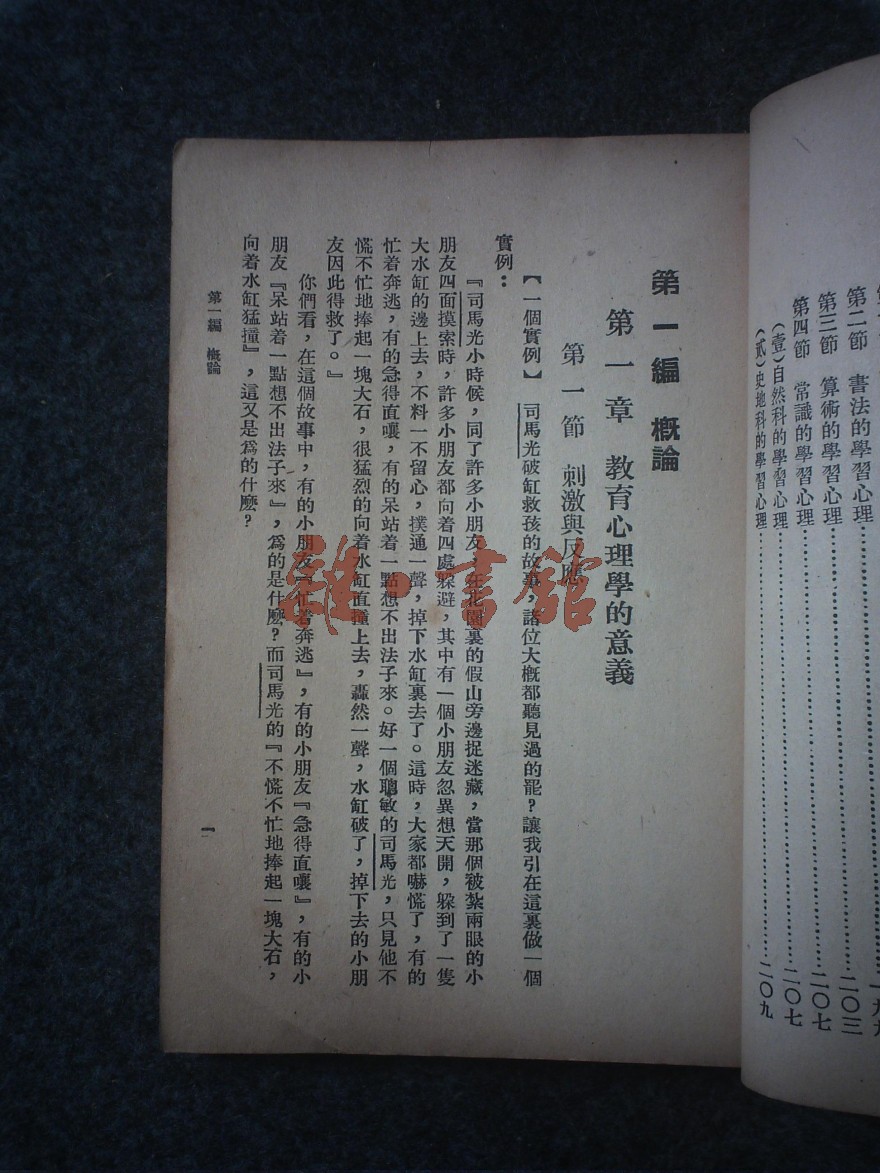 第二節 書法的學習心理……二〇三
第三節 算術的學習心理……二〇七
第四節 常識的學習心理……二〇七
(壹)自然科的學習心理……二〇七
(貳)史地科的學習心理……二〇九
第一編 概論
第一章 教育心理學的意義
第一節 刺激與反應
【一個實例】 司馬光破缸救孩的故事,諸位大概都聽見過的罷?讓我引在這裏做一個
實例:
『司馬光小時候,同了許多小朋友,在花園裏的假山旁邊捉迷藏,當那個被紮兩眼的小
朋友四面摸索時,許多小朋友都向着四處躲避,其中有一個小朋友忽異想天開,躲到了一隻
大水缸的邊上去,不料一不留心,撲通一聲,掉下水缸裏去了。這時,大家都嚇慌了,有的
忙着奔逃,有的急得直嚷,有的呆站着一點想不出法子來。好一個聰敏的司馬光,只見他不
慌不忙地捧起一塊大石,很猛烈的向着水缸直撞上去,轟然一聲,水缸破了,掉下去的小朋
友因此得救了。』
你們看,在這個故事中,有的小朋友『忙着奔逃』,有的小朋友『急得直嚷』,有的小
朋友『呆站着一點想不出法子來』,爲的是什麼?而司馬光的『不慌不忙地捧起一塊大石,
向着水缸猛撞』,這又是爲的什麼?
第一編 概論
一
雜·書館